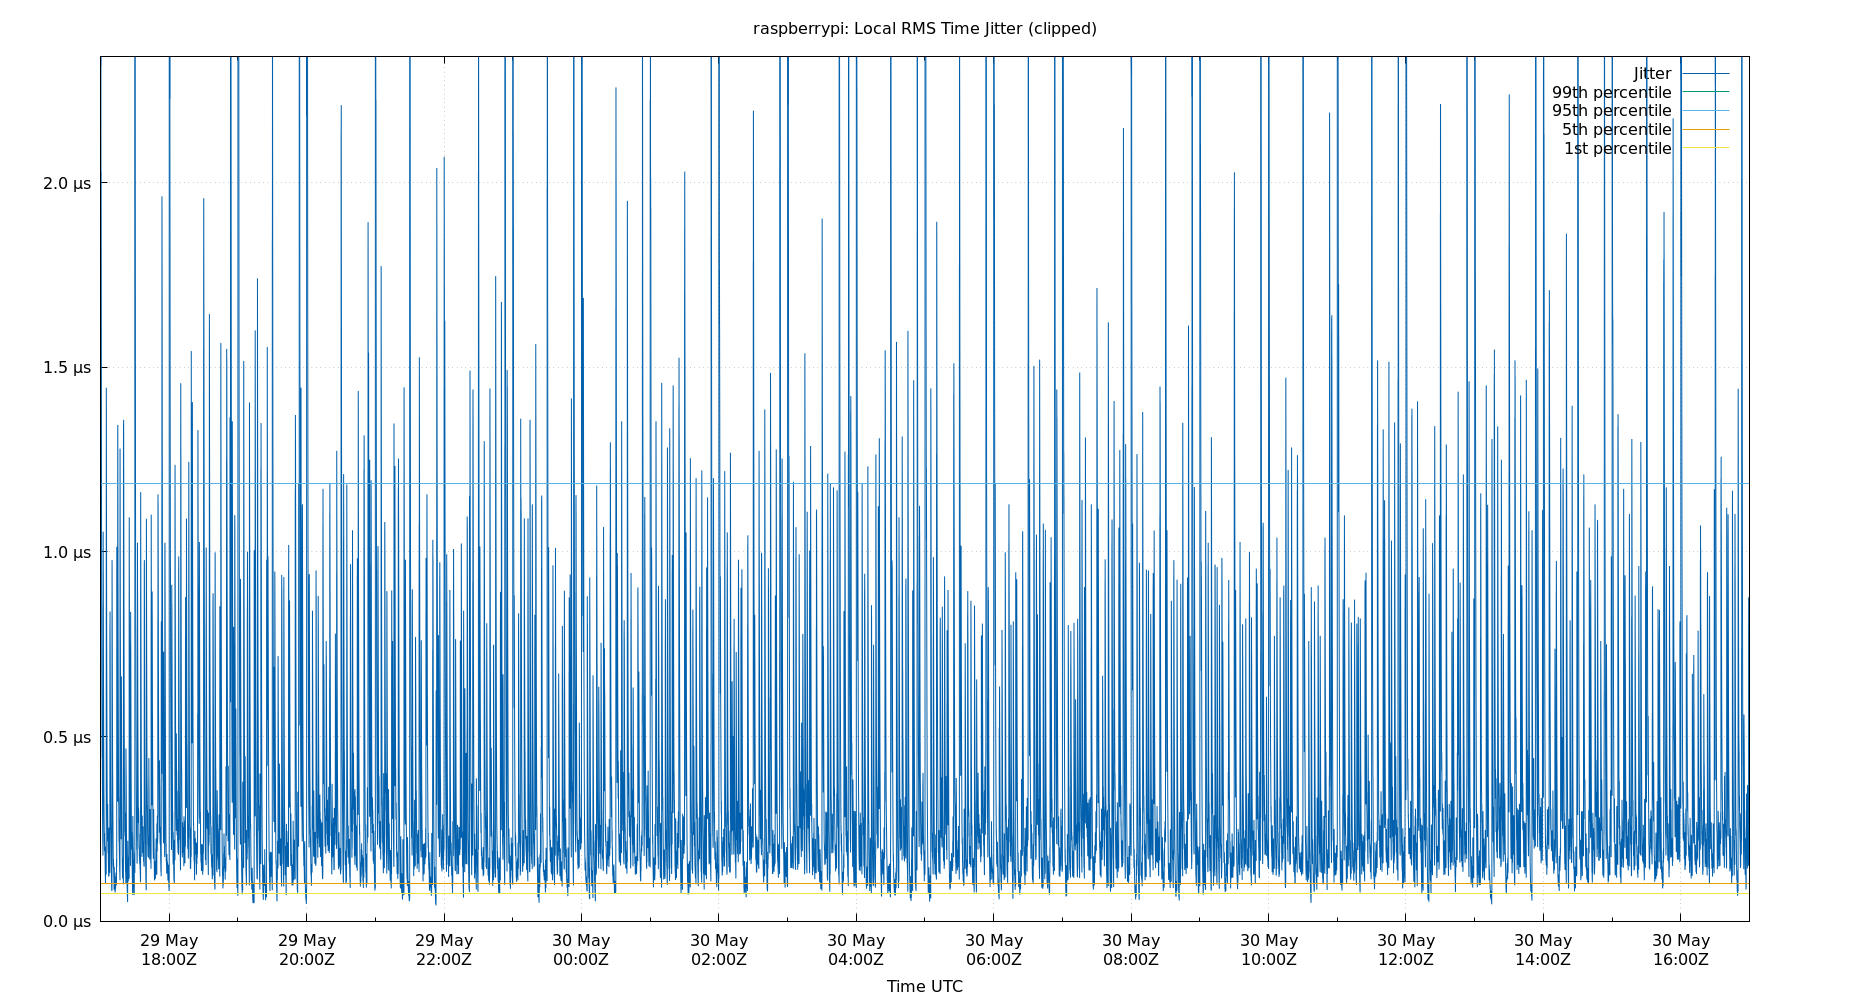 raspberrypi: Local RMS Time Jitter (clipped)
Jitter
99th percentile
95th percentile
5th percentile
1st percentile
2.0 µs
1.5 µs
1.0 µs
0.5 µs
0.0 µs
29 May 29 May 29 May 30 May 30 May 30 May 30 May 30 May 30 May 30 May 30 May 30 May
18:00Z 20:00Z 22:00Z 00:00Z 02:00Z 04:00Z 06:00Z 08:00Z 10:00Z 12:00Z 14:00Z 16:00Z
Time UTC